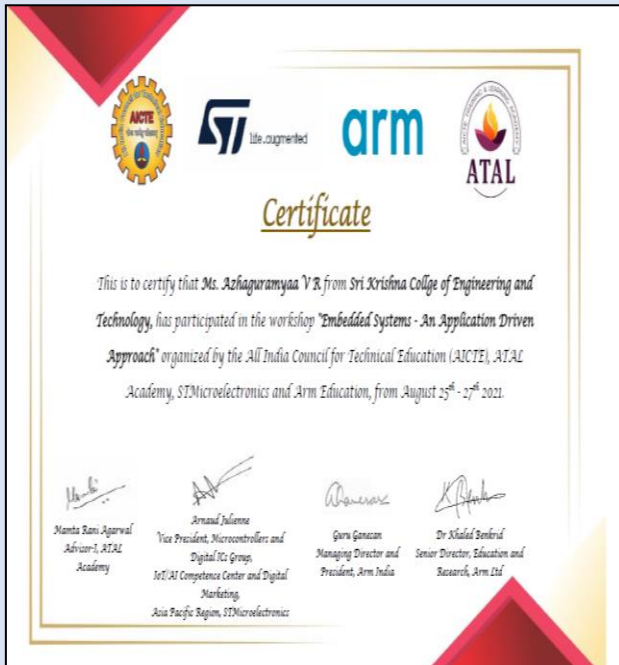 AICTE
life.augmented
arm
AICTE TRAINING & LEARNING ACADEMY
ATAL
Certificate
This is to certify that Ms. Azhaguramyaa V R from Sri Krishna Collge of Engineering and
Technology, has participated in the workshop "Embedded Systems - An Application Driven
Approach" organized by the All India Council for Technical Education (AICTE), ATAL
Academy, STMicroelectronics and Arm Education, from August 25th - 27th 2021.
Mamta Rani Agarwal
Advisor-I, ATAL
Academy
Arnaud Julienne
Vice President, Microcontrollers and
Digital ICs Group,
IoT/AI Competence Center and Digital
Marketing,
Asia Pacific Region, STMicroelectronics
Guru Ganesan
Managing Director and
President, Arm India
Dr Khaled Benkrid
Senior Director, Education and
Research, Arm Ltd